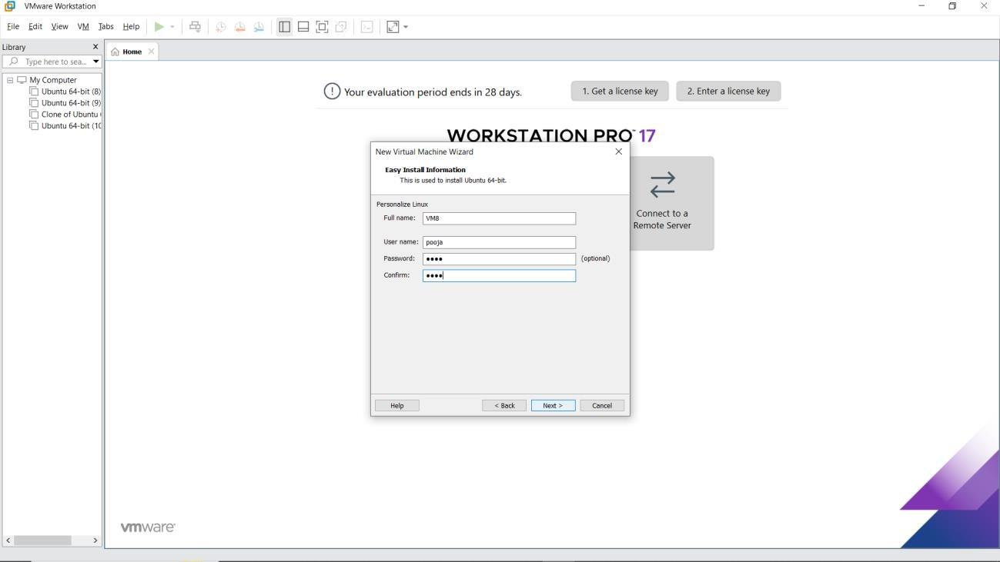 VMware Workstation
File Edit View VM Tabs Help
Library X
Type here to sea...
Home
My Computer
Ubuntu 64-bit (8)
Ubuntu 64-bit (9)
Clone of Ubuntu
Ubuntu 64-bit (10
! Your evaluation period ends in 28 days.
1. Get a license key
2. Enter a license key
WORKSTATION PRO™ 17
New Virtual Machine Wizard
Easy Install Information
This is used to install Ubuntu 64-bit.
Personalize Linux
Full name: VM8
User name: pooja
Password: ●●●● (optional)
Confirm: ●●●●
Help < Back Next > Cancel
Connect to a
Remote Server
vmware®